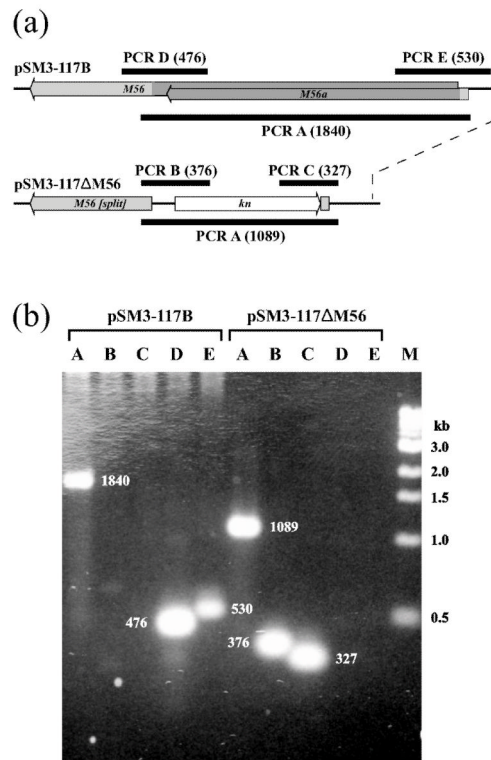 (a)
PCR D (476) PCR E (530)
pSM3-117B
M56 M56a
PCR A (1840)
PCR B (376) PCR C (327)
pSM3-117ΔM56
M56 [split] kn
PCR A (1089)
(b)
pSM3-117B pSM3-117ΔM56
A B C D E A B C D E M
kb
3.0
1840 2.0
1.5
1089 1.0
476 530 0.5
376 327